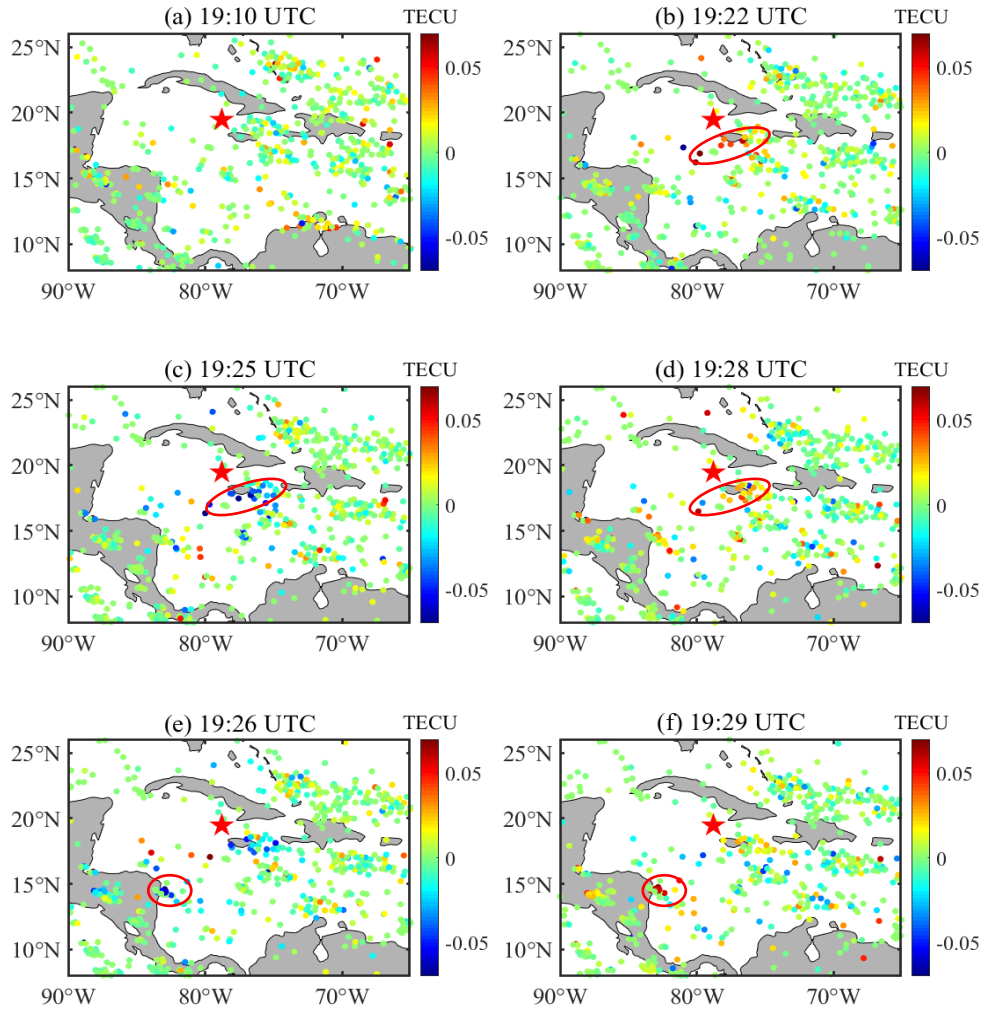 (a) 19:10 UTC TECU
25°N
20°N
15°N
10°N
90°W 80°W 70°W
0.05
0
-0.05
(b) 19:22 UTC TECU
25°N
20°N
15°N
10°N
90°W 80°W 70°W
0.05
0
-0.05
(c) 19:25 UTC TECU
25°N
20°N
15°N
10°N
90°W 80°W 70°W
0.05
0
-0.05
(d) 19:28 UTC TECU
25°N
20°N
15°N
10°N
90°W 80°W 70°W
0.05
0
-0.05
(e) 19:26 UTC TECU
25°N
20°N
15°N
10°N
90°W 80°W 70°W
0.05
0
-0.05
(f) 19:29 UTC TECU
25°N
20°N
15°N
10°N
90°W 80°W 70°W
0.05
0
-0.05